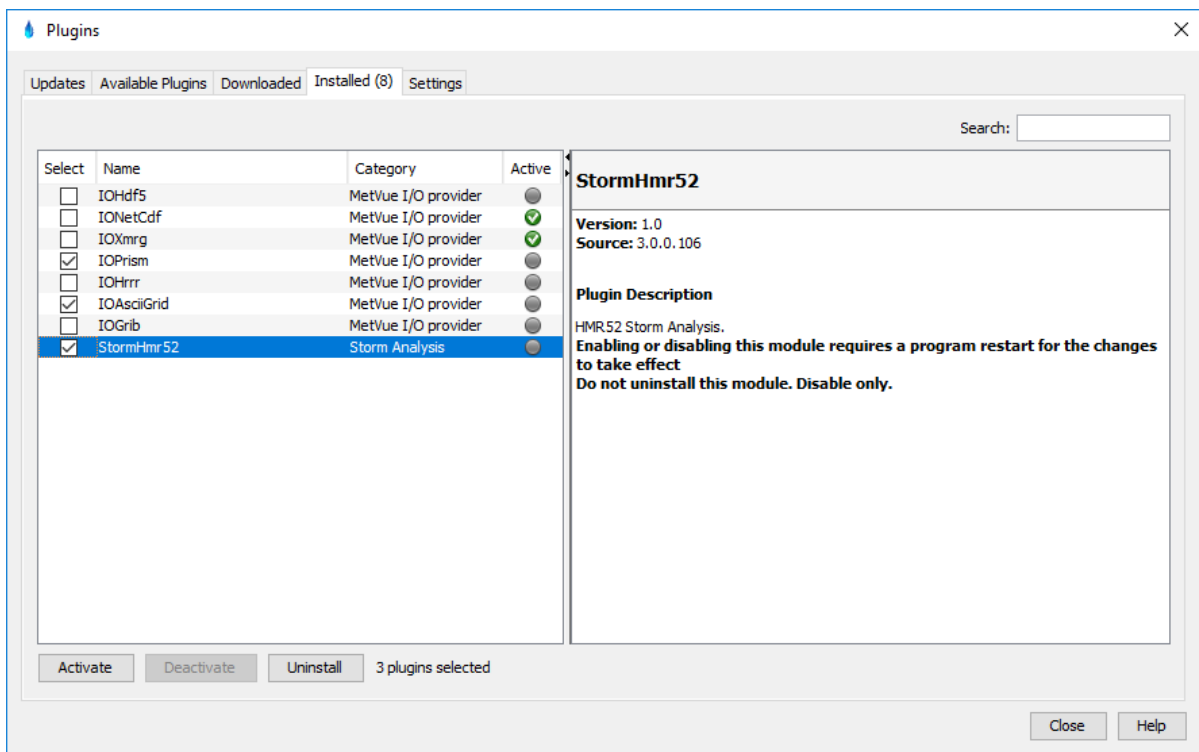 Plugins
Updates Available Plugins Downloaded Installed (8) Settings
Search:
Select Name Category Active
IOHdf5 MetVue I/O provider
IONetCdf MetVue I/O provider
IOXmrg MetVue I/O provider
IOPrism MetVue I/O provider
IOHrrr MetVue I/O provider
IOAsciiGrid MetVue I/O provider
IOGrib MetVue I/O provider
StormHmr52 Storm Analysis
StormHmr52
Version: 1.0
Source: 3.0.0.106
Plugin Description
HMR52 Storm Analysis.
Enabling or disabling this module requires a program restart for the changes
to take effect
Do not uninstall this module. Disable only.
Activate Deactivate Uninstall 3 plugins selected
Close Help